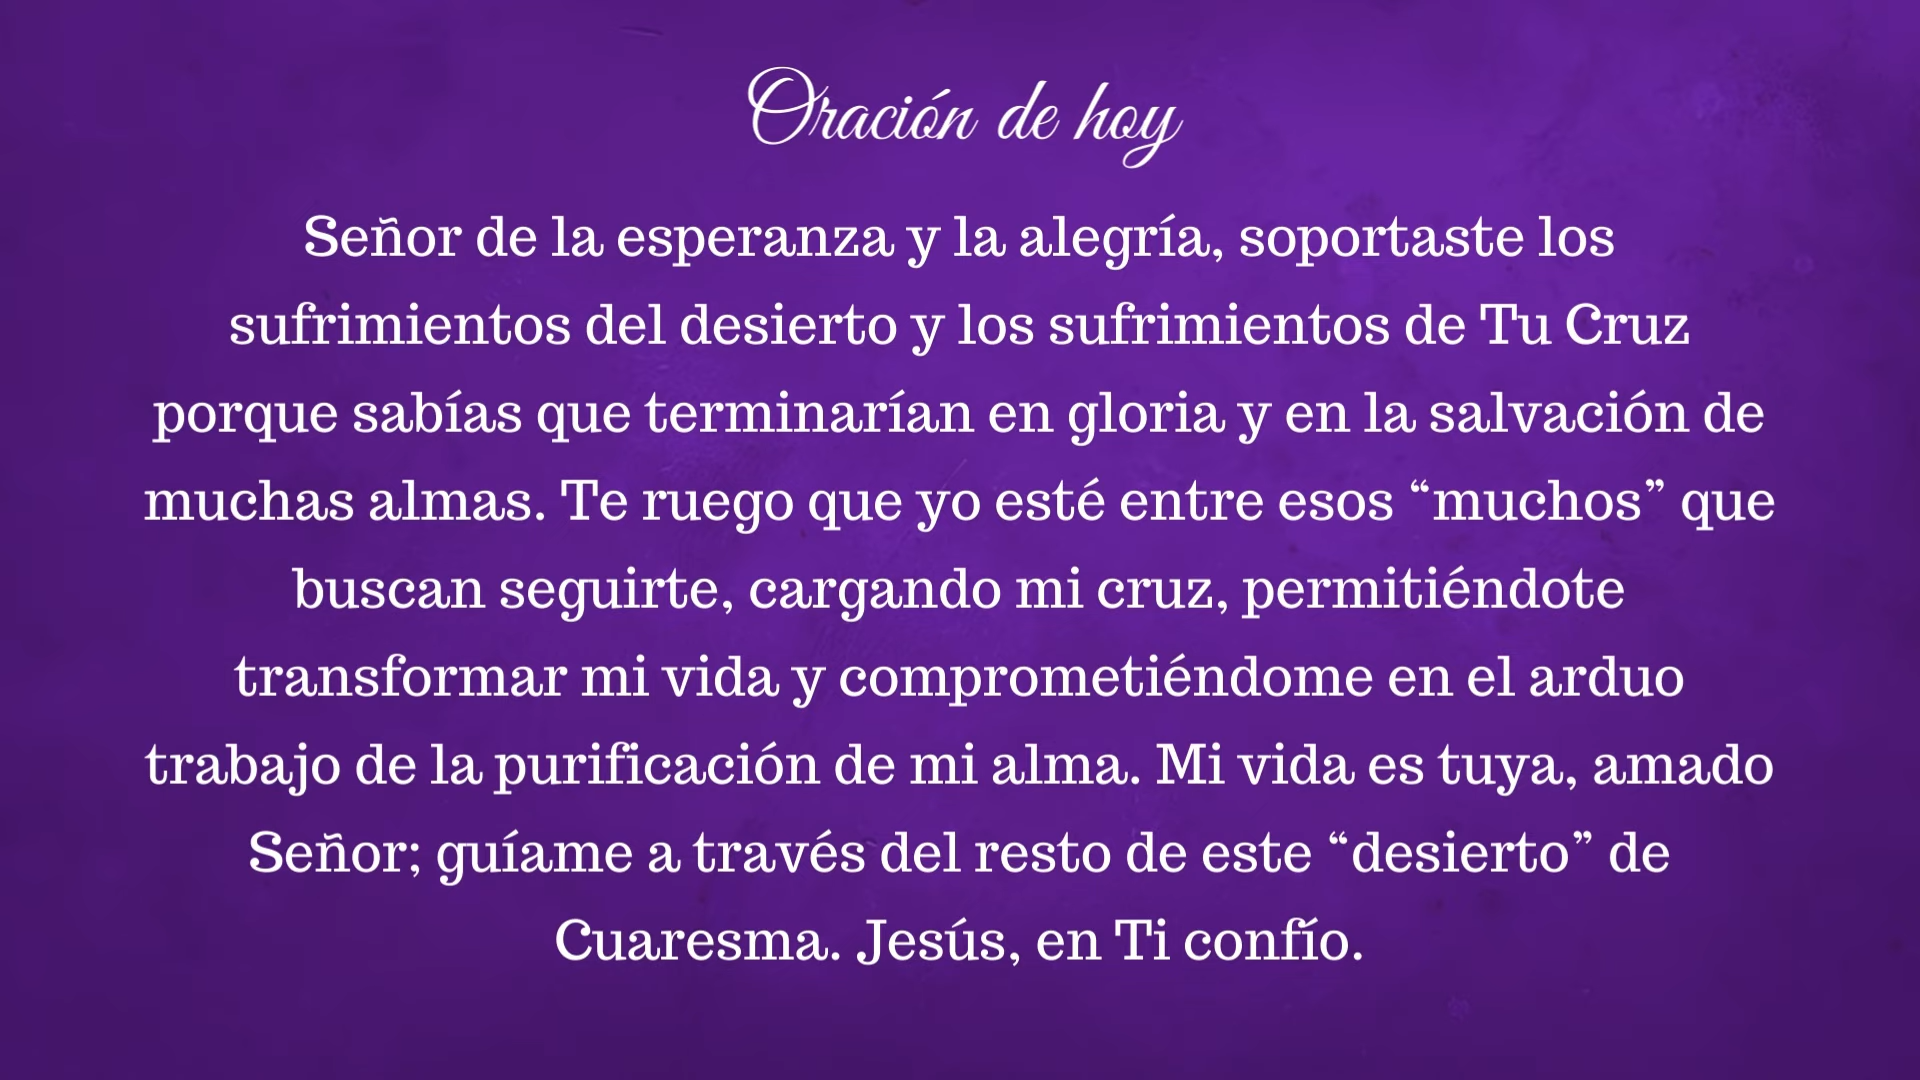 Oración de hoy
Señor de la esperanza y la alegría, soportaste los
sufrimientos del desierto y los sufrimientos de Tu Cruz
porque sabías que terminarían en gloria y en la salvación de
muchas almas. Te ruego que yo esté entre esos “muchos” que
buscan seguirte, cargando mi cruz, permitiéndote
transformar mi vida y comprometiéndome en el arduo
trabajo de la purificación de mi alma. Mi vida es tuya, amado
Señor; guíame a través del resto de este “desierto” de
Cuaresma. Jesús, en Ti confío.